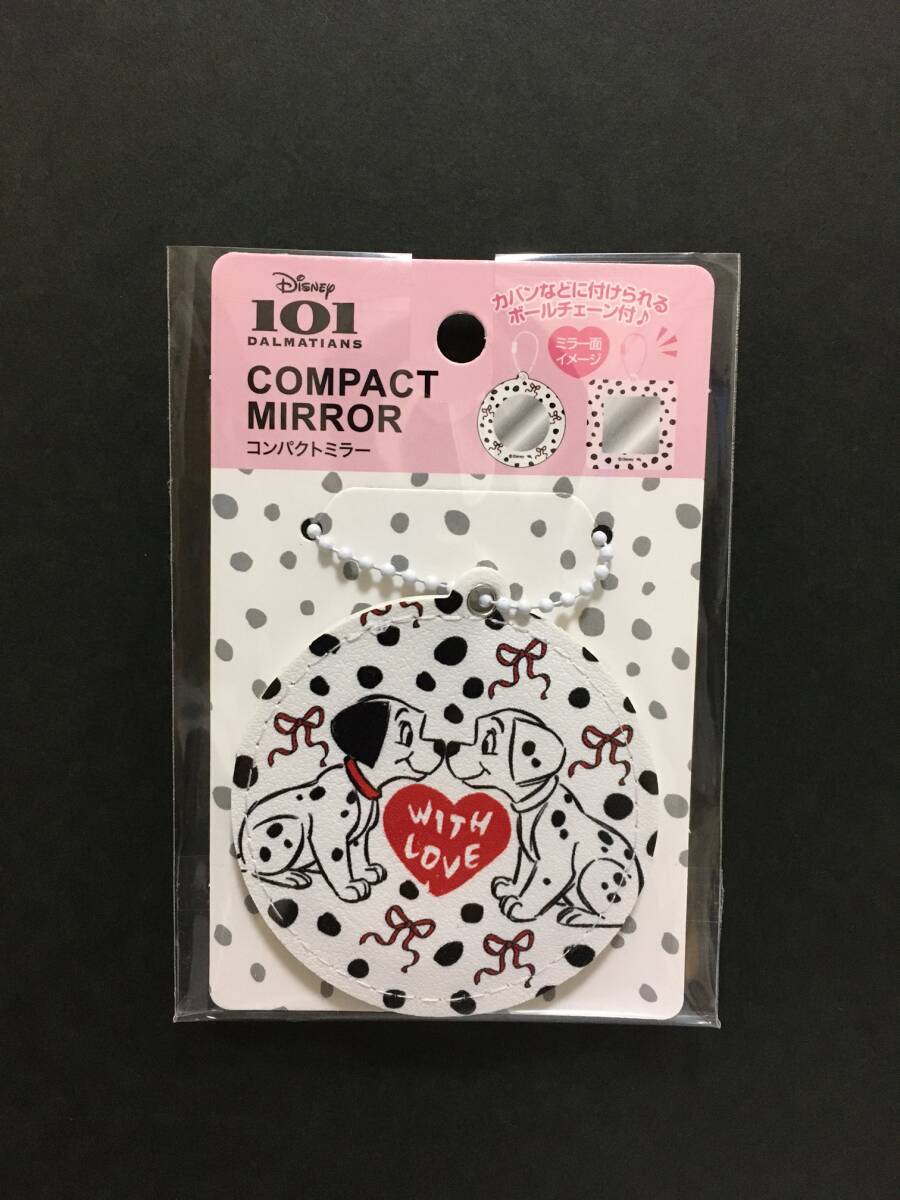 Disney
101
DALMATIANS
COMPACT
MIRROR
コンパクトミラー
カバンなどに付けられる
ボールチェーン付♪
ミラー面
イメージ
©Disney
©Disney
WITH
LOVE